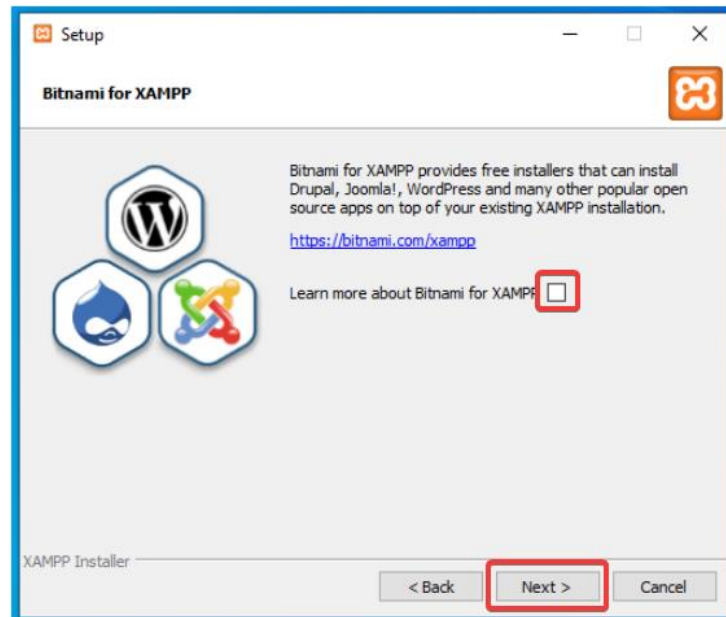 Setup
Bitnami for XAMPP
Bitnami for XAMPP provides free installers that can install
Drupal, Joomla!, WordPress and many other popular open
source apps on top of your existing XAMPP installation.
https://bitnami.com/xampp
Learn more about Bitnami for XAMPP
XAMPP Installer
< Back
Next >
Cancel